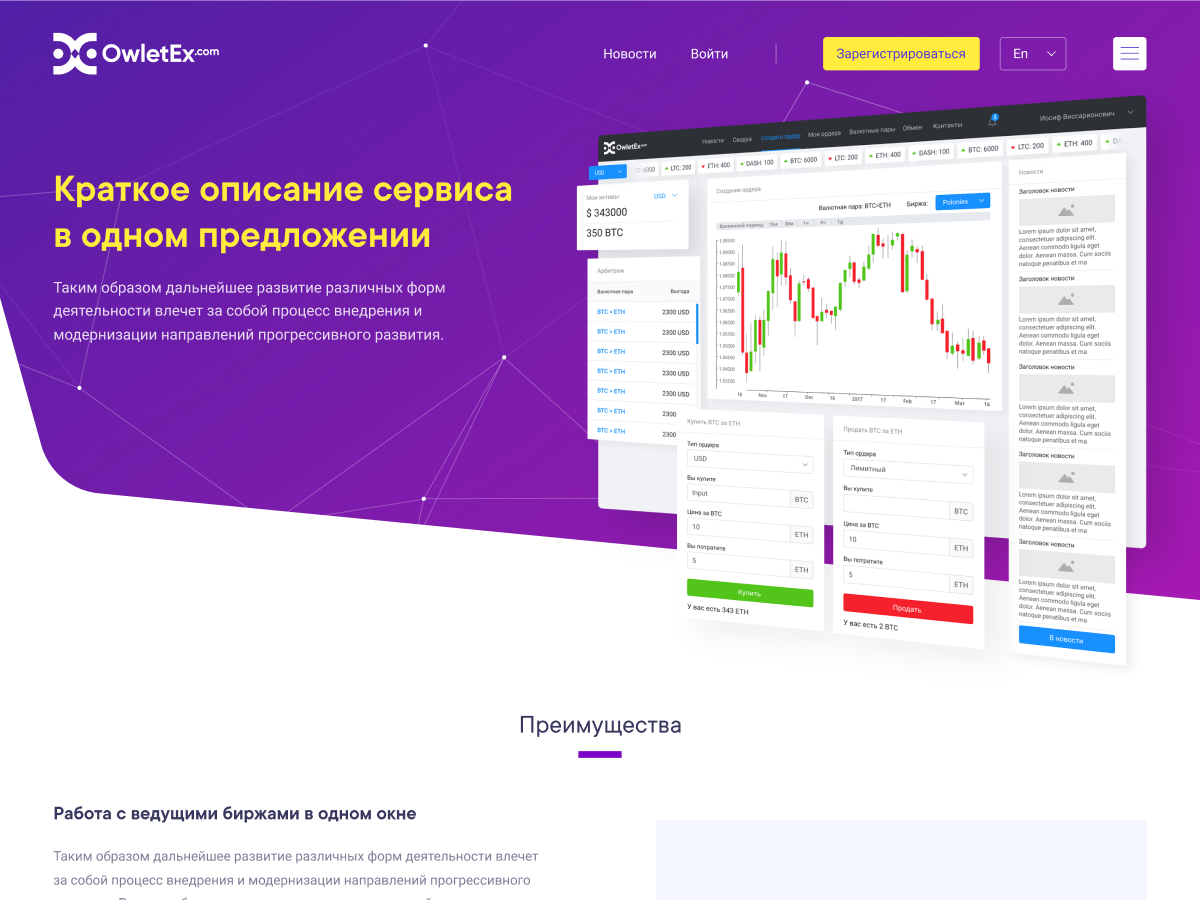 OwletEx.com
Новости
Войти
Зарегистрироваться
En
Краткое описание сервиса
в одном предложении
Таким образом дальнейшее развитие различных форм
деятельности влечет за собой процесс внедрения и
модернизации направлений прогрессивного развития.
OwletEx.com
Новости
Сводка
Создать ордер
Мои ордера
Валютные пары
Обмен
Контакты
1
Иосиф Виссарионович
USD
6000
LTC: 200
ETH: 400
DASH: 100
BTC: 6000
LTC: 200
ETH: 400
DASH: 100
BTC: 6000
LTC: 200
ETH: 400
Мои активы
USD
$ 343000
350 BTC
Арбитраж
Валютная пара
Выгода
BTC > ETH 2300 USD
BTC > ETH 2300 USD
BTC > ETH 2300 USD
BTC > ETH 2300 USD
BTC > ETH 2300 USD
BTC > ETH 2300
BTC > ETH 2300
Создание ордера
Валютная пара: BTC>ETH
Биржа:
Poloniex
Временной период: 15м 30м 1ч 4ч 1д
16 Nov 17 Dec 16 2017 17 Feb 17 Mar 16
Купить BTC за ETH
Тип ордера
USD
Вы купите
Input BTC
Цена за BTC
10 ETH
Вы потратите
5 ETH
Купить
У вас есть 343 ETH
Продать BTC за ETH
Тип ордера
Лимитный
Вы купите
BTC
Цена за BTC
10 ETH
Вы потратите
5 ETH
Продать
У вас есть 2 BTC
Новости
Заголовок новости
Lorem ipsum dolor sit amet,
consectetuer adipiscing elit.
Aenean commodo ligula eget
dolor. Aenean massa. Cum sociis
natoque penatibus et ma
Заголовок новости
Lorem ipsum dolor sit amet,
consectetuer adipiscing elit.
Aenean commodo ligula eget
dolor. Aenean massa. Cum sociis
natoque penatibus et ma
Заголовок новости
Lorem ipsum dolor sit amet,
consectetuer adipiscing elit.
Aenean commodo ligula eget
dolor. Aenean massa. Cum sociis
natoque penatibus et ma
Заголовок новости
Lorem ipsum dolor sit amet,
consectetuer adipiscing elit.
Aenean commodo ligula eget
dolor. Aenean massa. Cum sociis
natoque penatibus et ma
Заголовок новости
Lorem ipsum dolor sit amet,
consectetuer adipiscing elit.
Aenean commodo ligula eget
dolor. Aenean massa. Cum sociis
natoque penatibus et ma
В новости
Преимущества
Работа с ведущими биржами в одном окне
Таким образом дальнейшее развитие различных форм деятельности влечет
за собой процесс внедрения и модернизации направлений прогрессивного